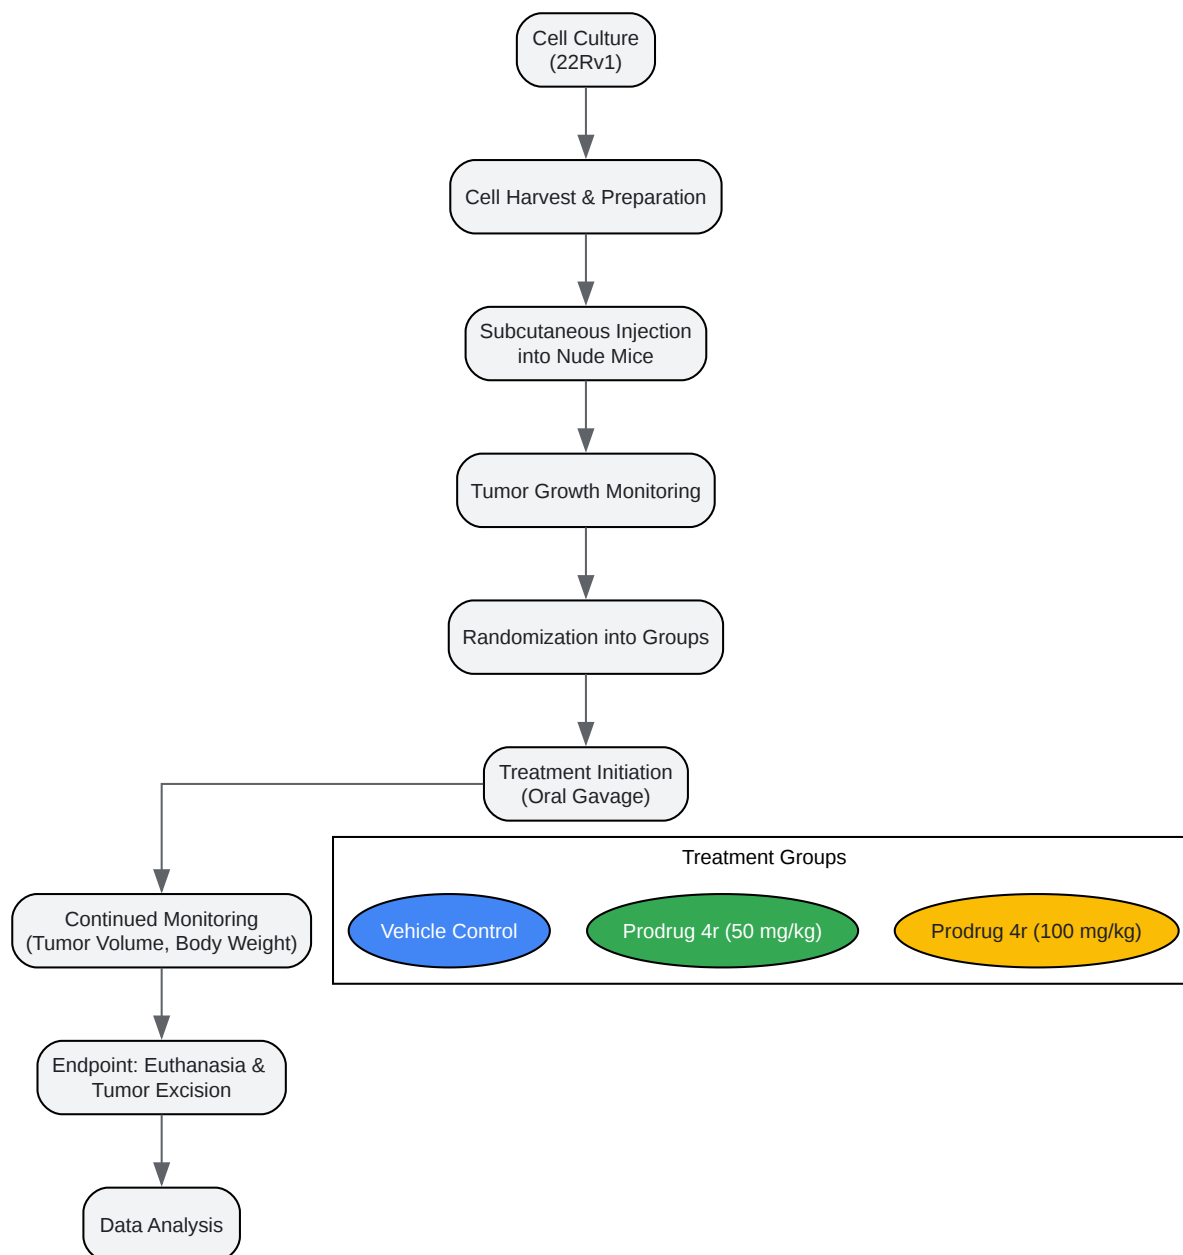 Cell Culture
(22Rv1)
Cell Harvest & Preparation
Subcutaneous Injection
into Nude Mice
Tumor Growth Monitoring
Randomization into Groups
Treatment Initiation
(Oral Gavage)
Treatment Groups
Continued Monitoring
(Tumor Volume, Body Weight)
Vehicle Control
Prodrug 4r (50 mg/kg)
Prodrug 4r (100 mg/kg)
Endpoint: Euthanasia &
Tumor Excision
Data Analysis